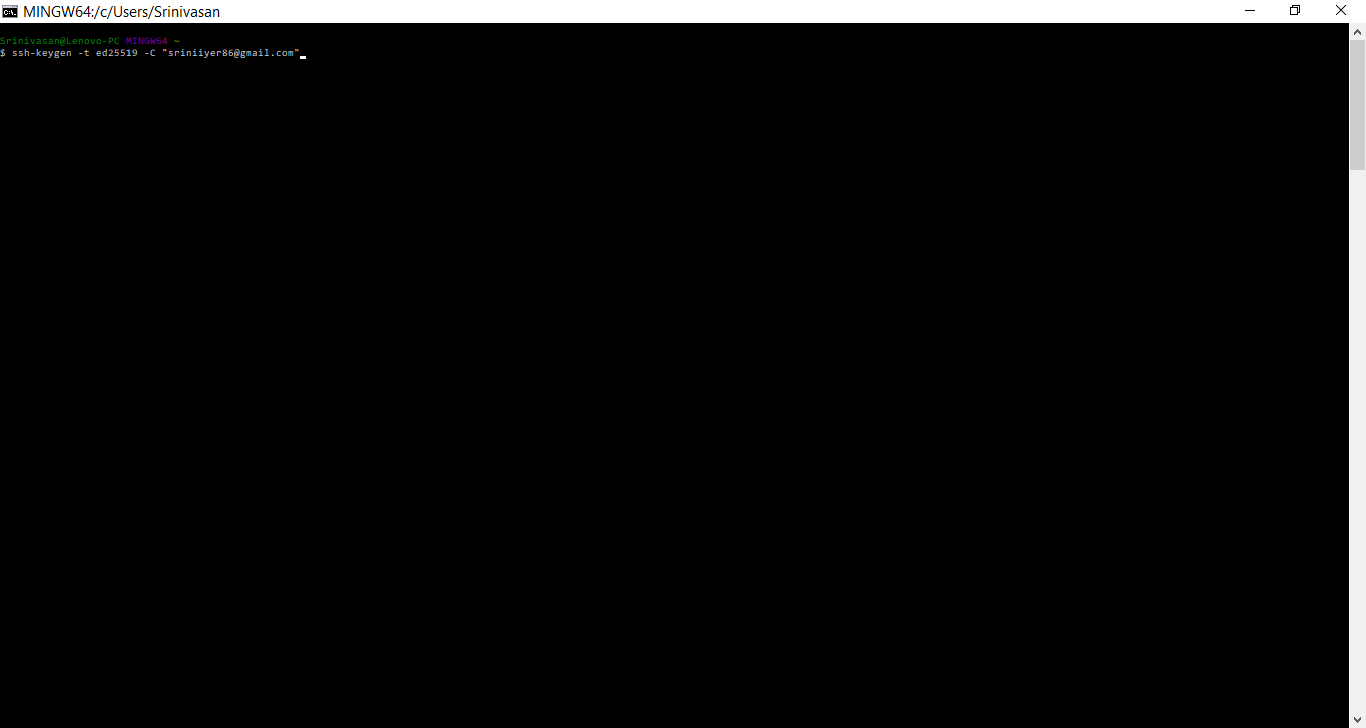 MINGW64:/c/Users/Srinivasan
Srinivasan@Lenovo-PC MINGW64 ~
$ ssh-keygen -t ed25519 -C "sriniiyer86@gmail.com"